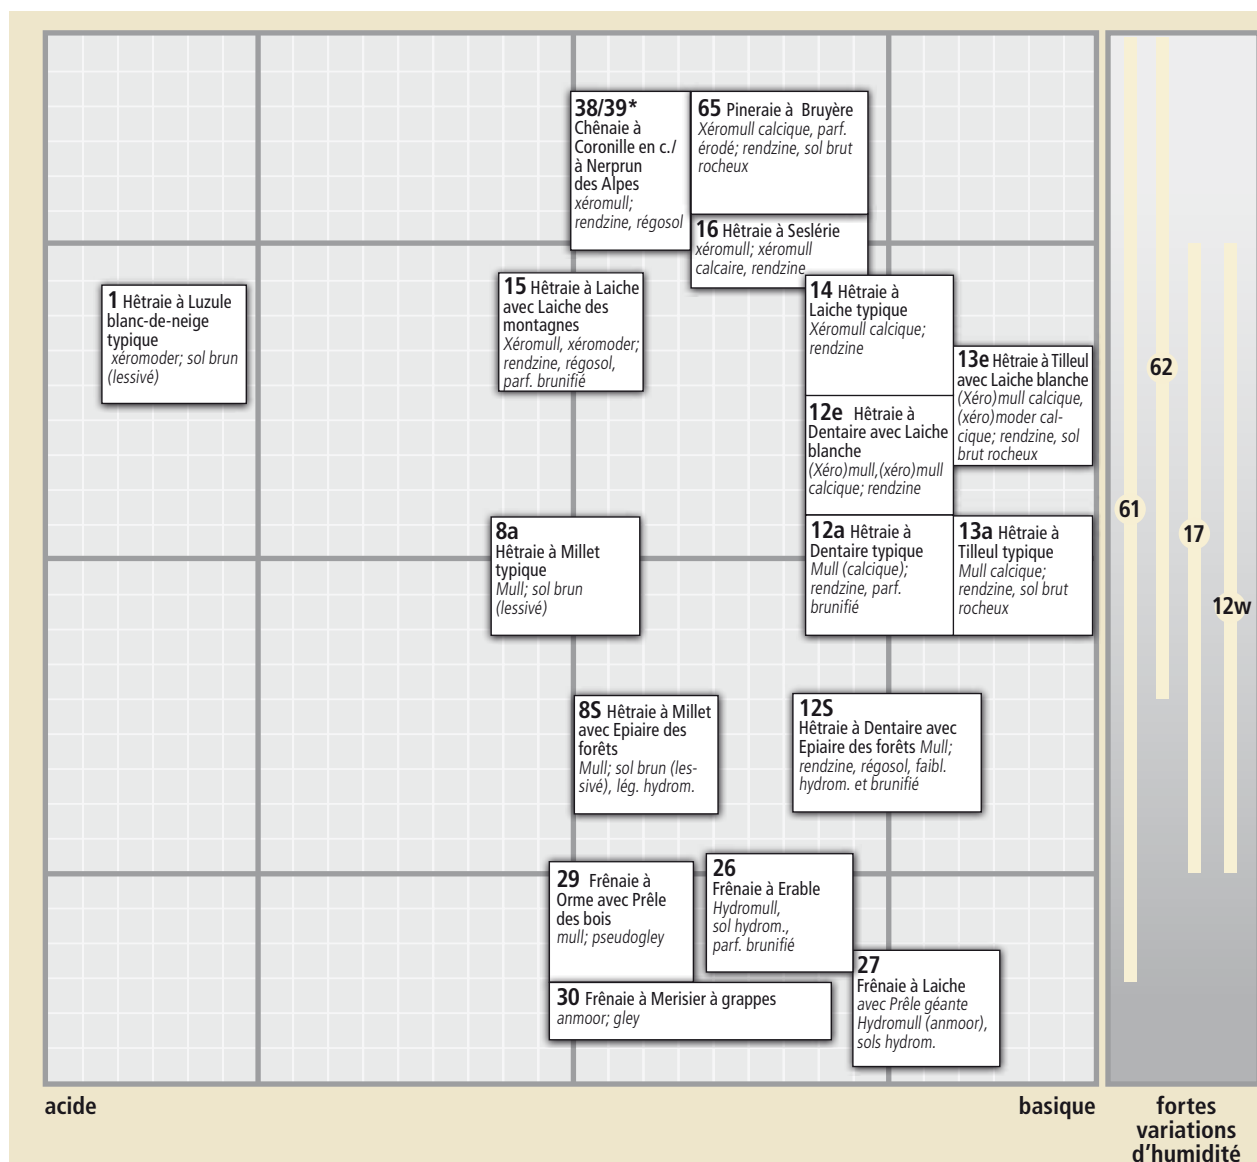 38/39*
Chênaie à
Coronille en c./
à Nerprun
des Alpes
xéromull;
rendzine, régosol
65 Pineraie à Bruyère
Xéromull calcique, parf.
érodé; rendzine, sol brut
rocheux
16 Hêtraie à Seslérie
xéromull; xéromull
calcaire, rendzine
1 Hêtraie à Luzule
blanc-de-neige
typique
xéromoder; sol brun
(lessivé)
15 Hêtraie à Laiche
avec Laiche des
montagnes
Xéromull, xéromoder;
rendzine, régosol,
parf. brunifié
14 Hêtraie à
Laiche typique
Xéromull calcique;
rendzine
13e Hêtraie à Tilleul
avec Laiche blanche
(Xéro)mull calcique,
(xéro)moder cal-
cique; rendzine, sol
brut rocheux
12e Hêtraie à
Dentaire avec Laiche
blanche
(Xéro)mull,(xéro)mull
calcique; rendzine
8a
Hêtraie à Millet
typique
Mull; sol brun
(lessivé)
12a Hêtraie à
Dentaire typique
Mull (calcique);
rendzine, parf.
brunifié
13a Hêtraie à
Tilleul typique
Mull calcique;
rendzine, sol brut
rocheux
8S Hêtraie à Millet
avec Epiaire des
forêts
Mull; sol brun (les-
sivé), lég. hydrom.
12S
Hêtraie à Dentaire avec
Epiaire des forêts Mull;
rendzine, régosol, faibl.
hydrom. et brunifié
29 Frênaie à
Orme avec Prêle
des bois
mull; pseudogley
26
Frênaie à Erable
Hydromull,
sol hydrom.,
parf. brunifié
27
Frênaie à Laiche
avec Prêle géante
Hydromull (anmoor),
sols hydrom.
30 Frênaie à Merisier à grappes
anmoor; gley
62
61
17
12w
acide
basique
fortes
variations
d'humidité